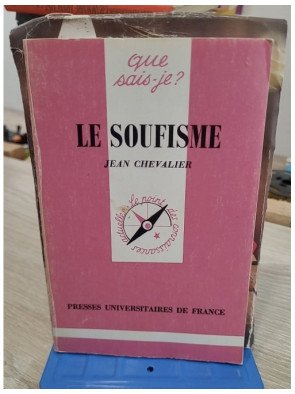 que
sais-je?
LE SOUFISME
JEAN CHEVALIER
le point des connaissances actuelles
PRESSES UNIVERSITAIRES DE FRANCE